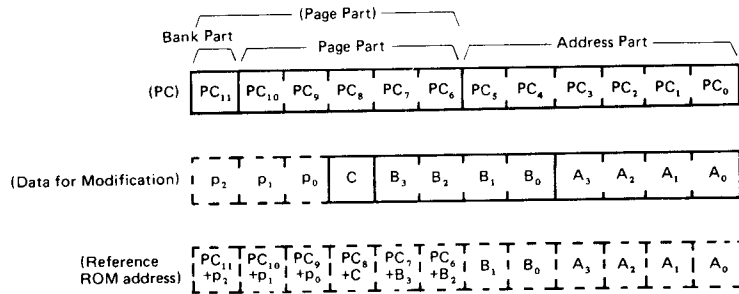 (Page Part)
Bank Part Page Part Address Part
(PC) PC₁₁ PC₁₀ PC₉ PC₈ PC₇ PC₆ PC₅ PC₄ PC₃ PC₂ PC₁ PC₀
(Data for Modification) p₂ p₁ p₀ C B₃ B₂ B₁ B₀ A₃ A₂ A₁ A₀
(Reference ROM address) PC₁₁ +p₂ PC₁₀ +p₁ PC₉ +p₀ PC₈ +C PC₇ +B₃ PC₆ +B₂ B₁ B₀ A₃ A₂ A₁ A₀